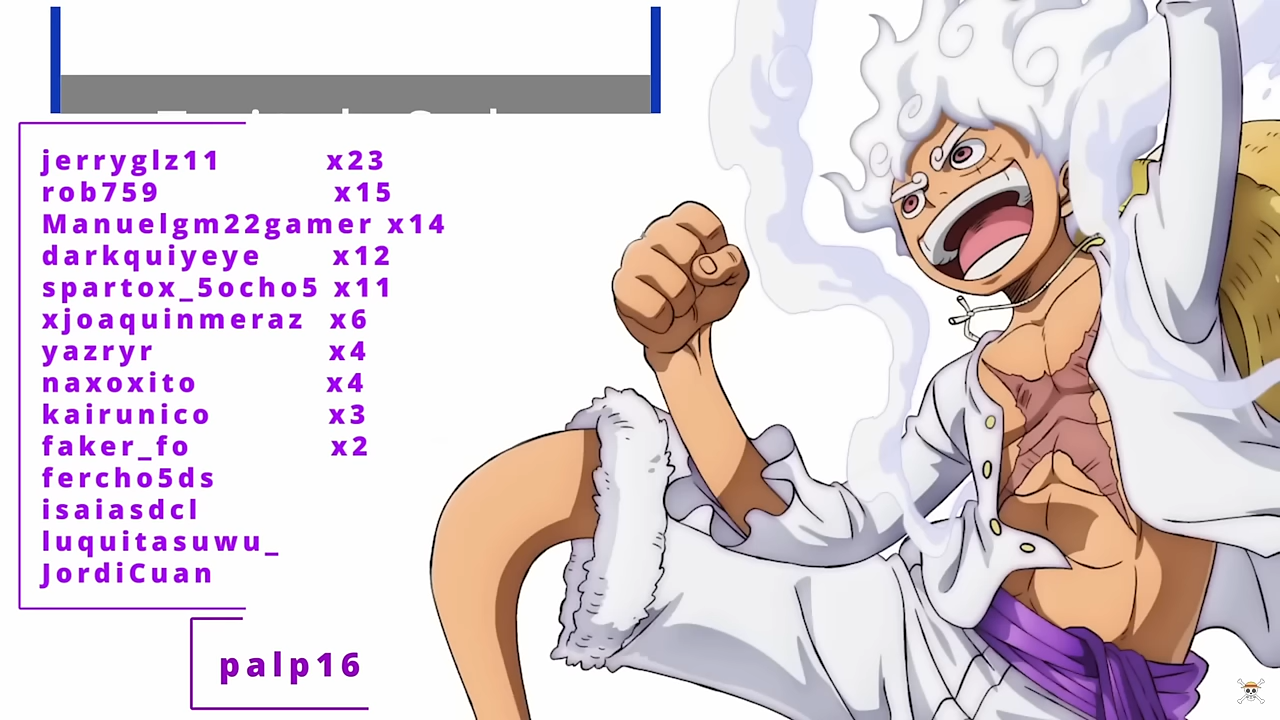 jerryglz11 x23
rob759 x15
Manuelgm22gamer x14
darkquiyeye x12
spartox_5ocho5 x11
xjoaquinmeraz x6
yazryr x4
naxoxito x4
kairunico x3
faker_fo x2
fercho5ds
isaiasdcl
luquitasuwu_
JordiCuan
palp16